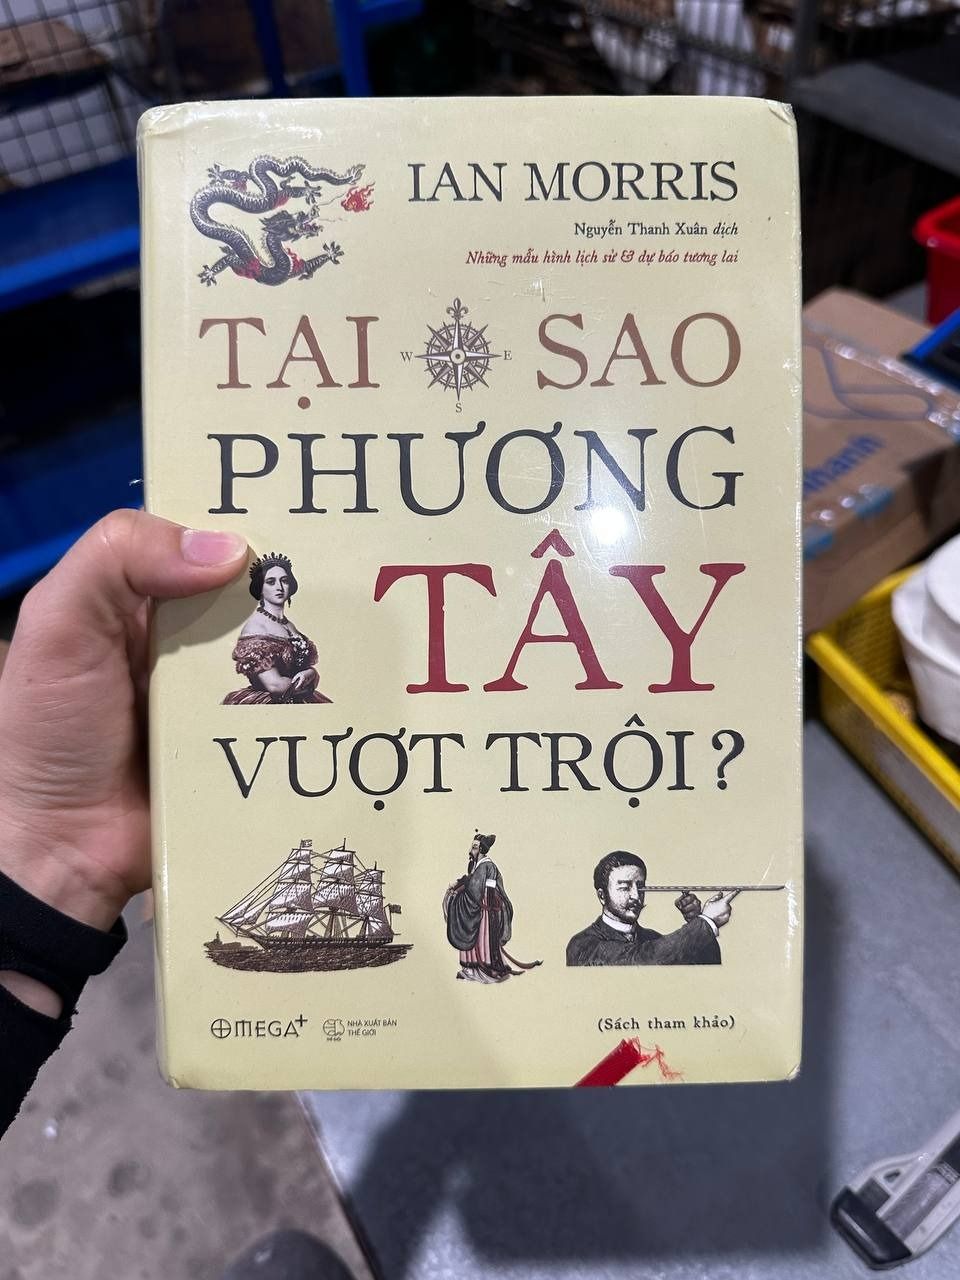 IAN MORRIS
Nguyễn Thanh Xuân dịch
Những mẫu hình lịch sử & dự báo tương lai
TẠI SAO
W E
S
PHƯƠNG
TÂY
VƯỢT TRỘI?
OMEGA+
NHÀ XUẤT BẢN
THẾ GIỚI
(Sách tham khảo)